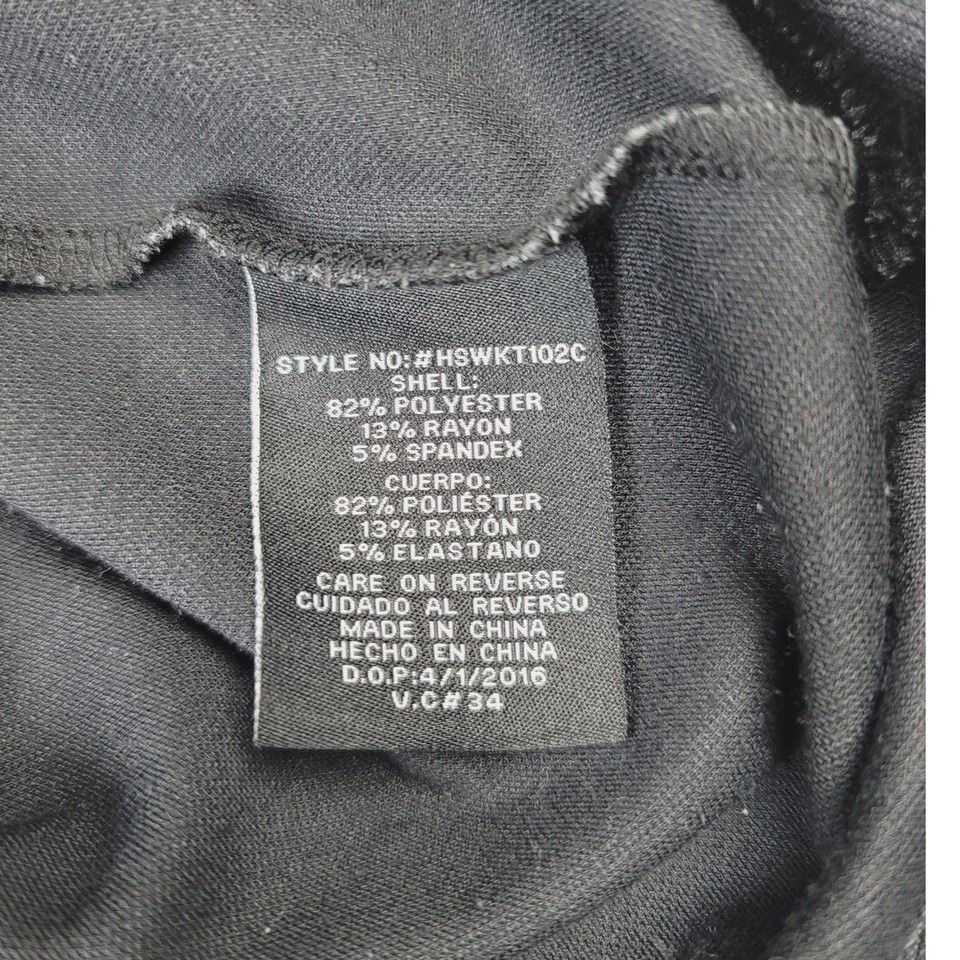 STYLE NO:#HSWKT102C
SHELL:
82% POLYESTER
13% RAYON
5% SPANDEX
CUERPO:
82% POLIÉSTER
13% RAYÓN
5% ELASTANO
CARE ON REVERSE
CUIDADO AL REVERSO
MADE IN CHINA
HECHO EN CHINA
D.O.P:4/1/2016
V.C#34